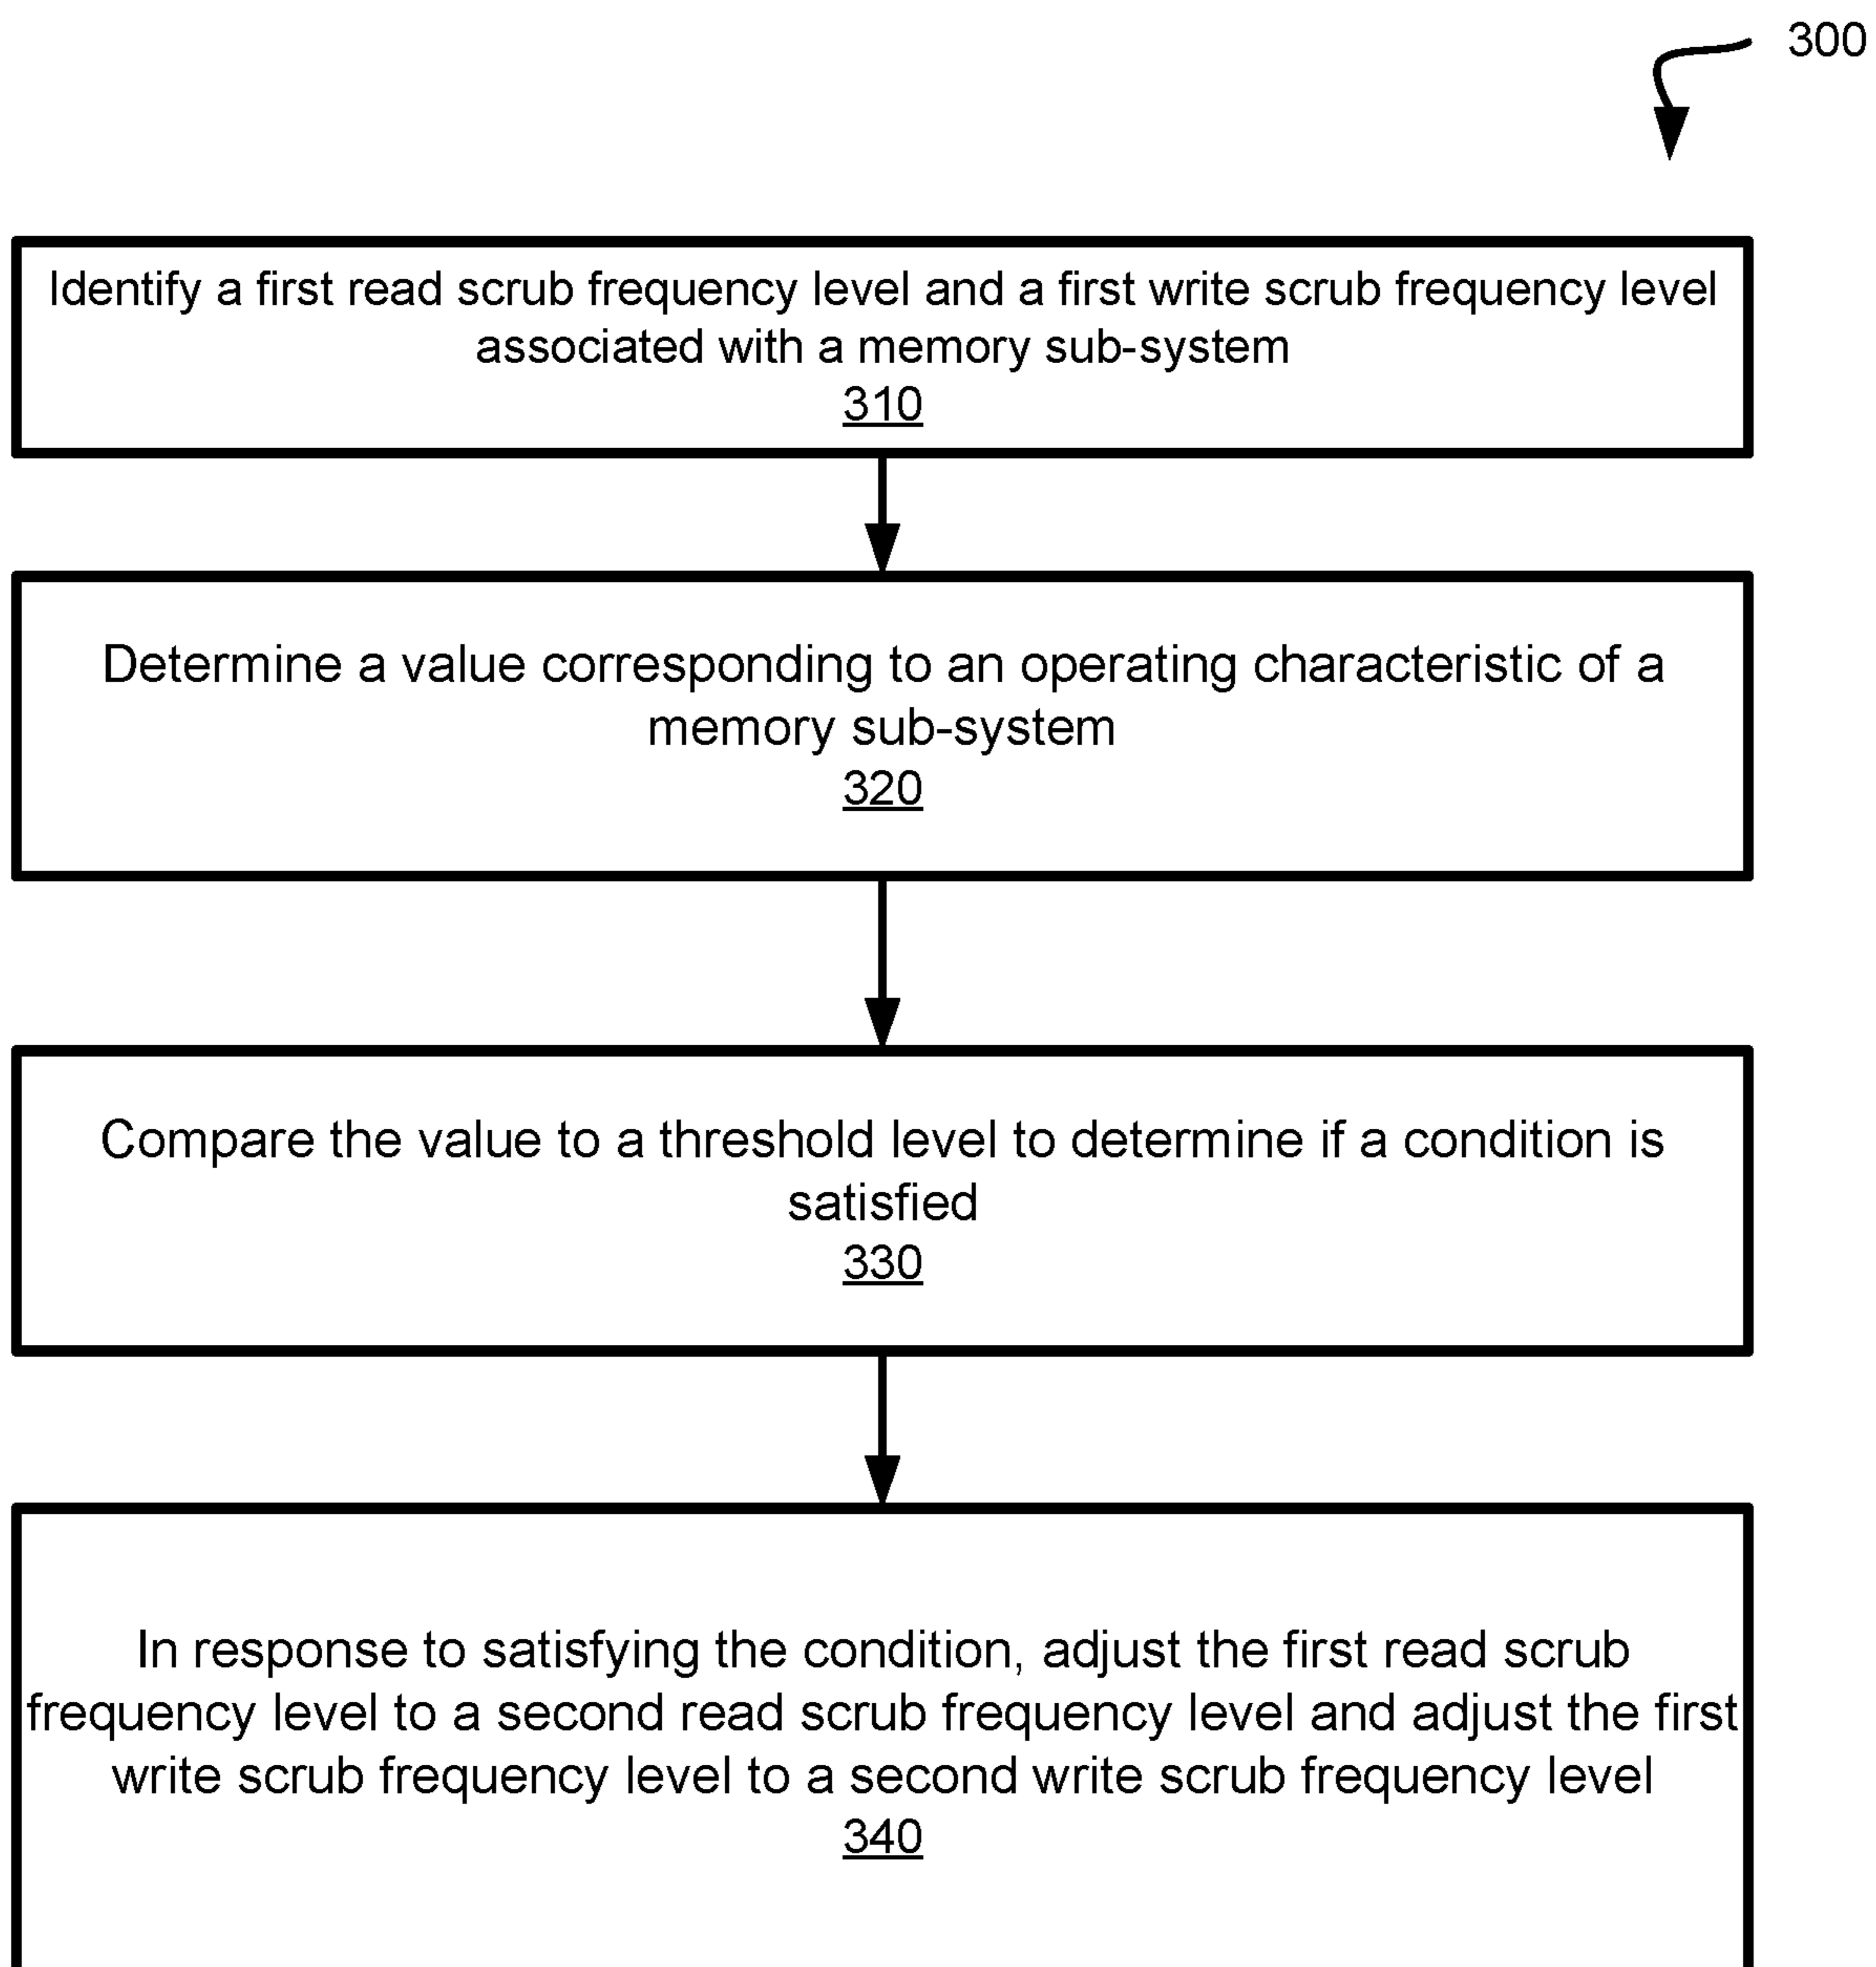 300
Identify a first read scrub frequency level and a first write scrub frequency level
associated with a memory sub-system
310
Determine a value corresponding to an operating characteristic of a
memory sub-system
320
Compare the value to a threshold level to determine if a condition is
satisfied
330
In response to satisfying the condition, adjust the first read scrub
frequency level to a second read scrub frequency level and adjust the first
write scrub frequency level to a second write scrub frequency level
340